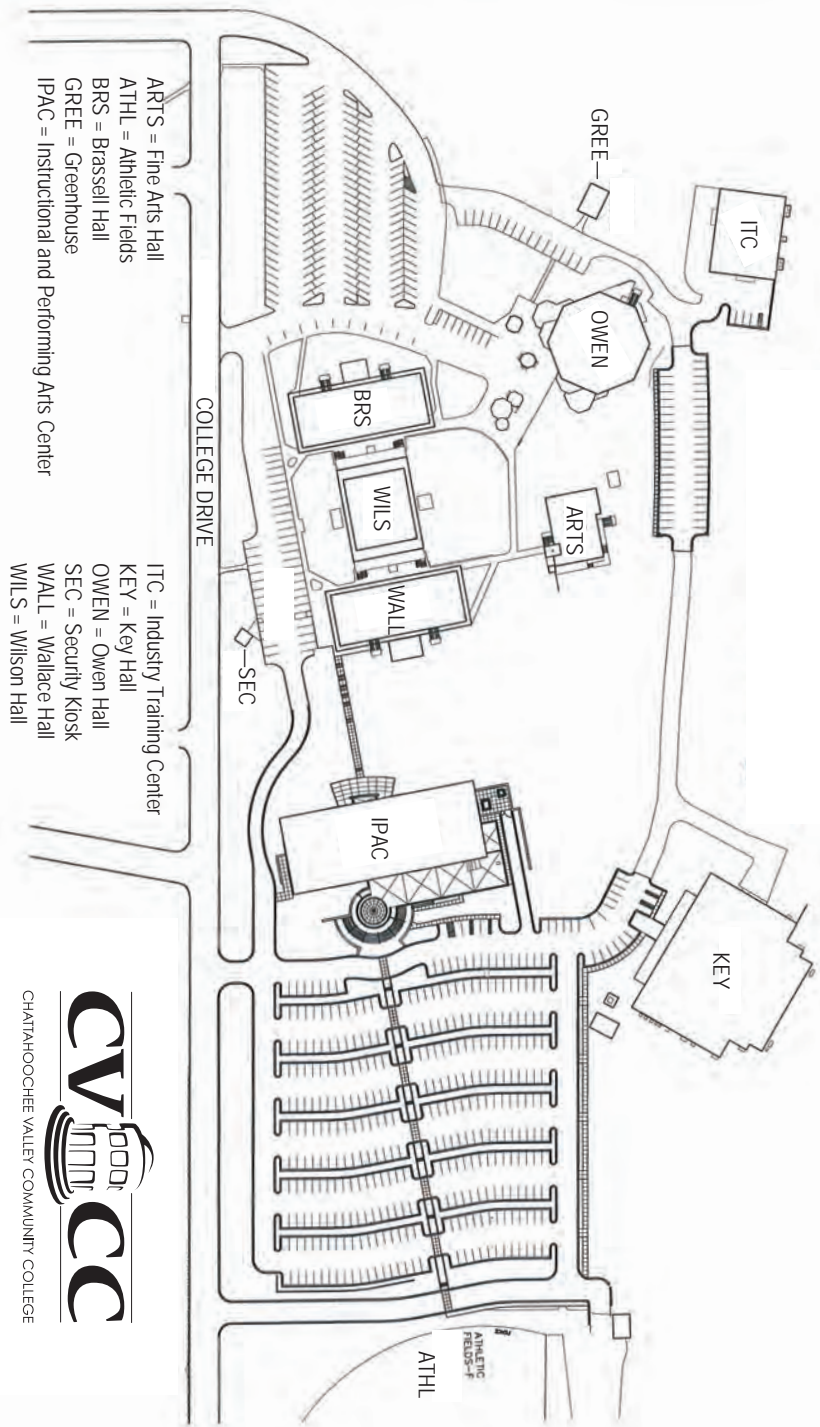 GREE
ITC
OWEN
BRS
WILS
ARTS
WALL
SEC
IPAC
KEY
ATHL
ATHLETIC
FIELDS-F
COLLEGE DRIVE
ARTS = Fine Arts Hall
ATHL = Athletic Fields
BRS = Brassell Hall
GREE = Greenhouse
IPAC = Instructional and Performing Arts Center
ITC = Industry Training Center
KEY = Key Hall
OWEN = Owen Hall
SEC = Security Kiosk
WALL = Wallace Hall
WILS = Wilson Hall
CVCC
CHATTAHOOCHEE VALLEY COMMUNITY COLLEGE